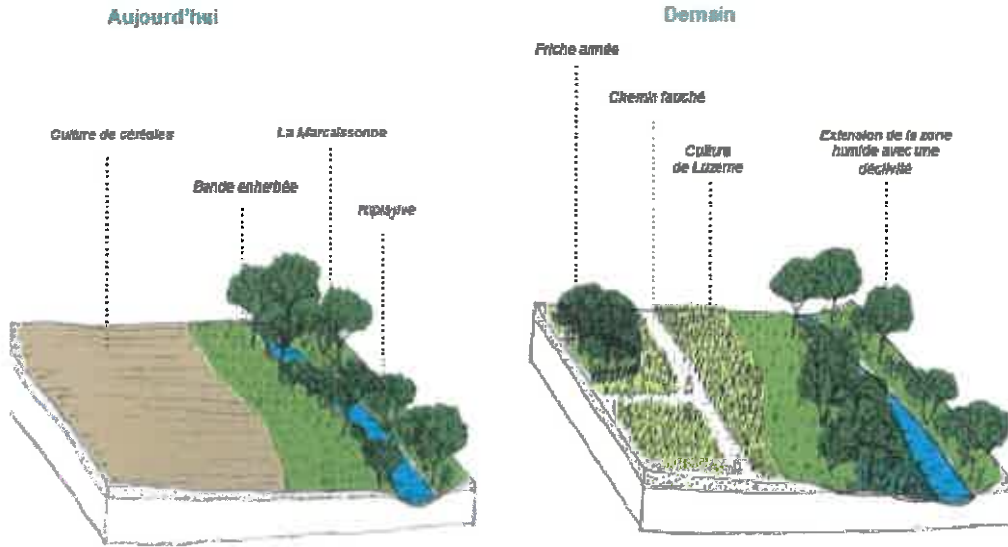 Aujourd'hui
Demain
Friche armée
Chemin fauché
Culture de céréales
La Marcaissonne
Culture
de Luzerne
Extension de la zone
humide avec une
déclivité
Bande enherbée
Ripisylve